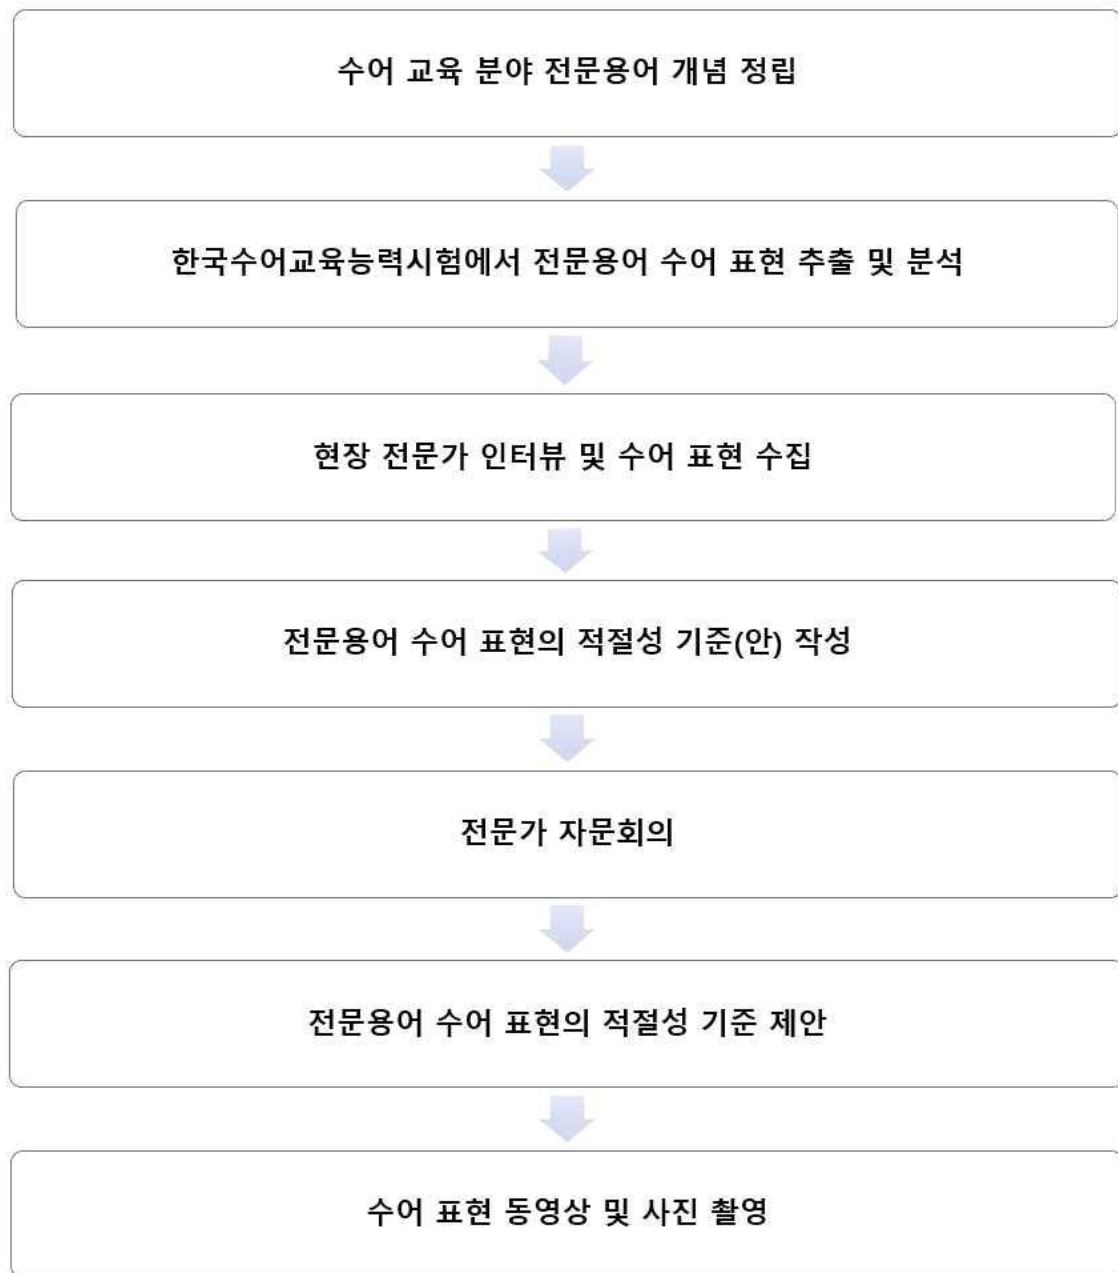 수어 교육 분야 전문용어 개념 정립
한국수어교육능력시험에서 전문용어 수어 표현 추출 및 분석
현장 전문가 인터뷰 및 수어 표현 수집
전문용어 수어 표현의 적절성 기준(안) 작성
전문가 자문회의
전문용어 수어 표현의 적절성 기준 제안
수어 표현 동영상 및 사진 촬영